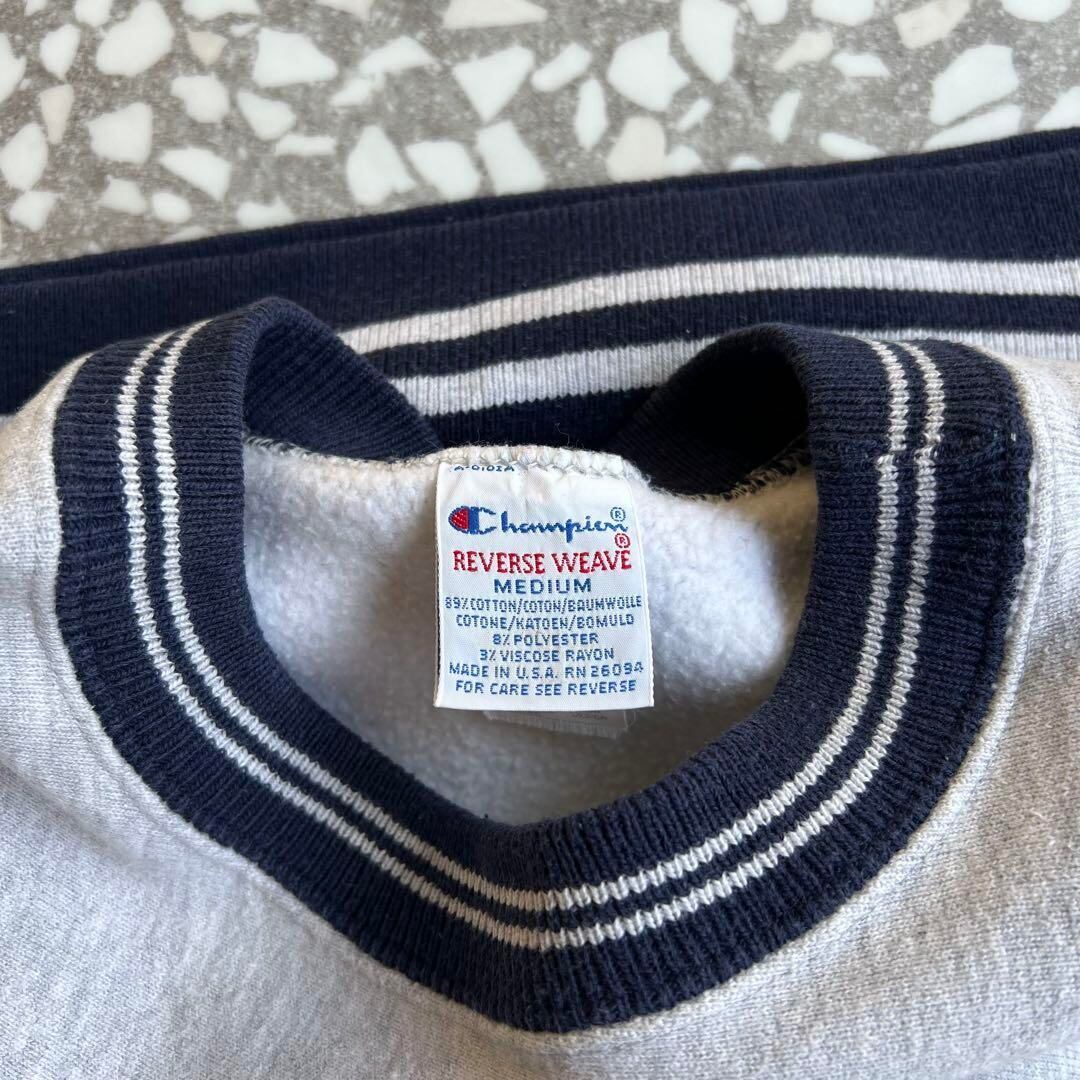 Champion®
REVERSE WEAVE®
MEDIUM
89% COTTON/COTON/BAUMWOLLE
COTONE/KATOEN/BOMULD
8% POLYESTER
3% VISCOSE RAYON
MADE IN U.S.A. RN 26094
FOR CARE SEE REVERSE